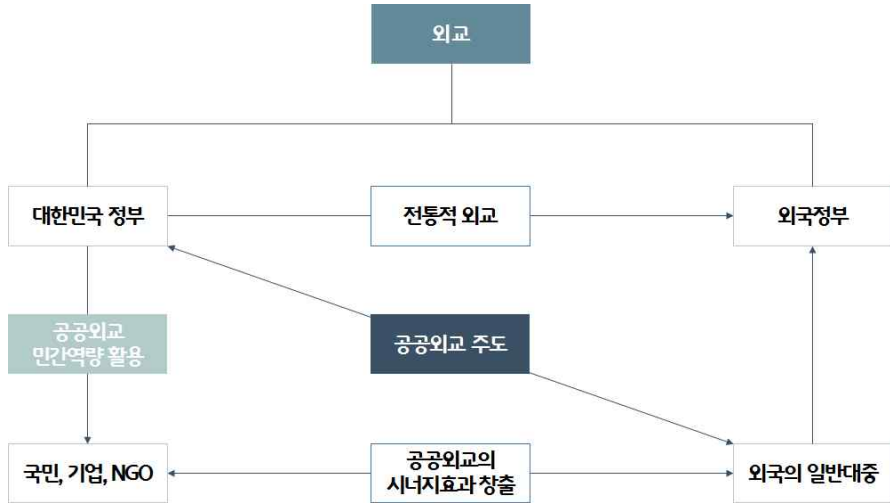 외교
대한민국 정부
전통적 외교
외국정부
공공외교
민간역량 활용
공공외교 주도
국민, 기업, NGO
공공외교의
시너지효과 창출
외국의 일반대중